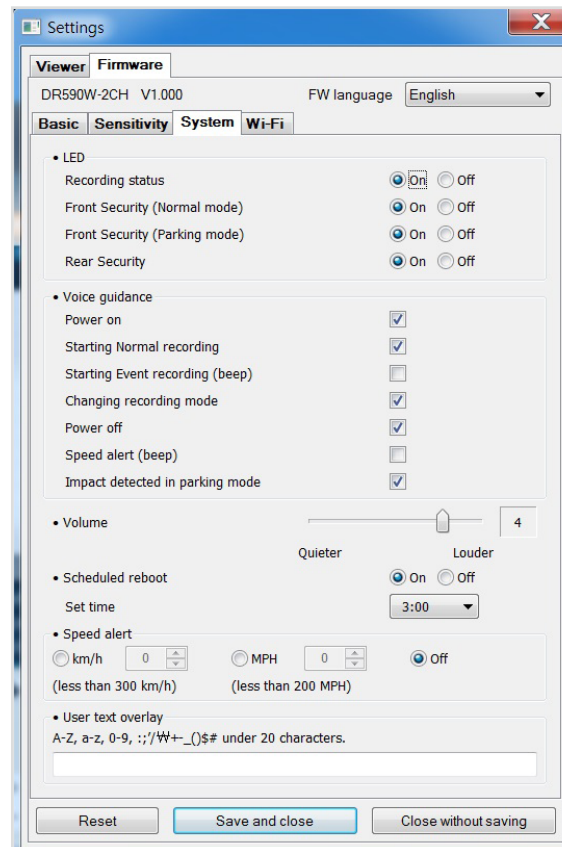 Settings
Viewer Firmware
DR590W-2CH V1.000 FW language English
Basic Sensitivity System Wi-Fi
• LED
Recording status On Off
Front Security (Normal mode) On Off
Front Security (Parking mode) On Off
Rear Security On Off
• Voice guidance
Power on
Starting Normal recording
Starting Event recording (beep)
Changing recording mode
Power off
Speed alert (beep)
Impact detected in parking mode
• Volume 4
Quieter Louder
• Scheduled reboot On Off
Set time 3:00
• Speed alert
km/h 0 MPH 0 Off
(less than 300 km/h) (less than 200 MPH)
• User text overlay
A-Z, a-z, 0-9, :;'/₩+-_()$# under 20 characters.
Reset Save and close Close without saving